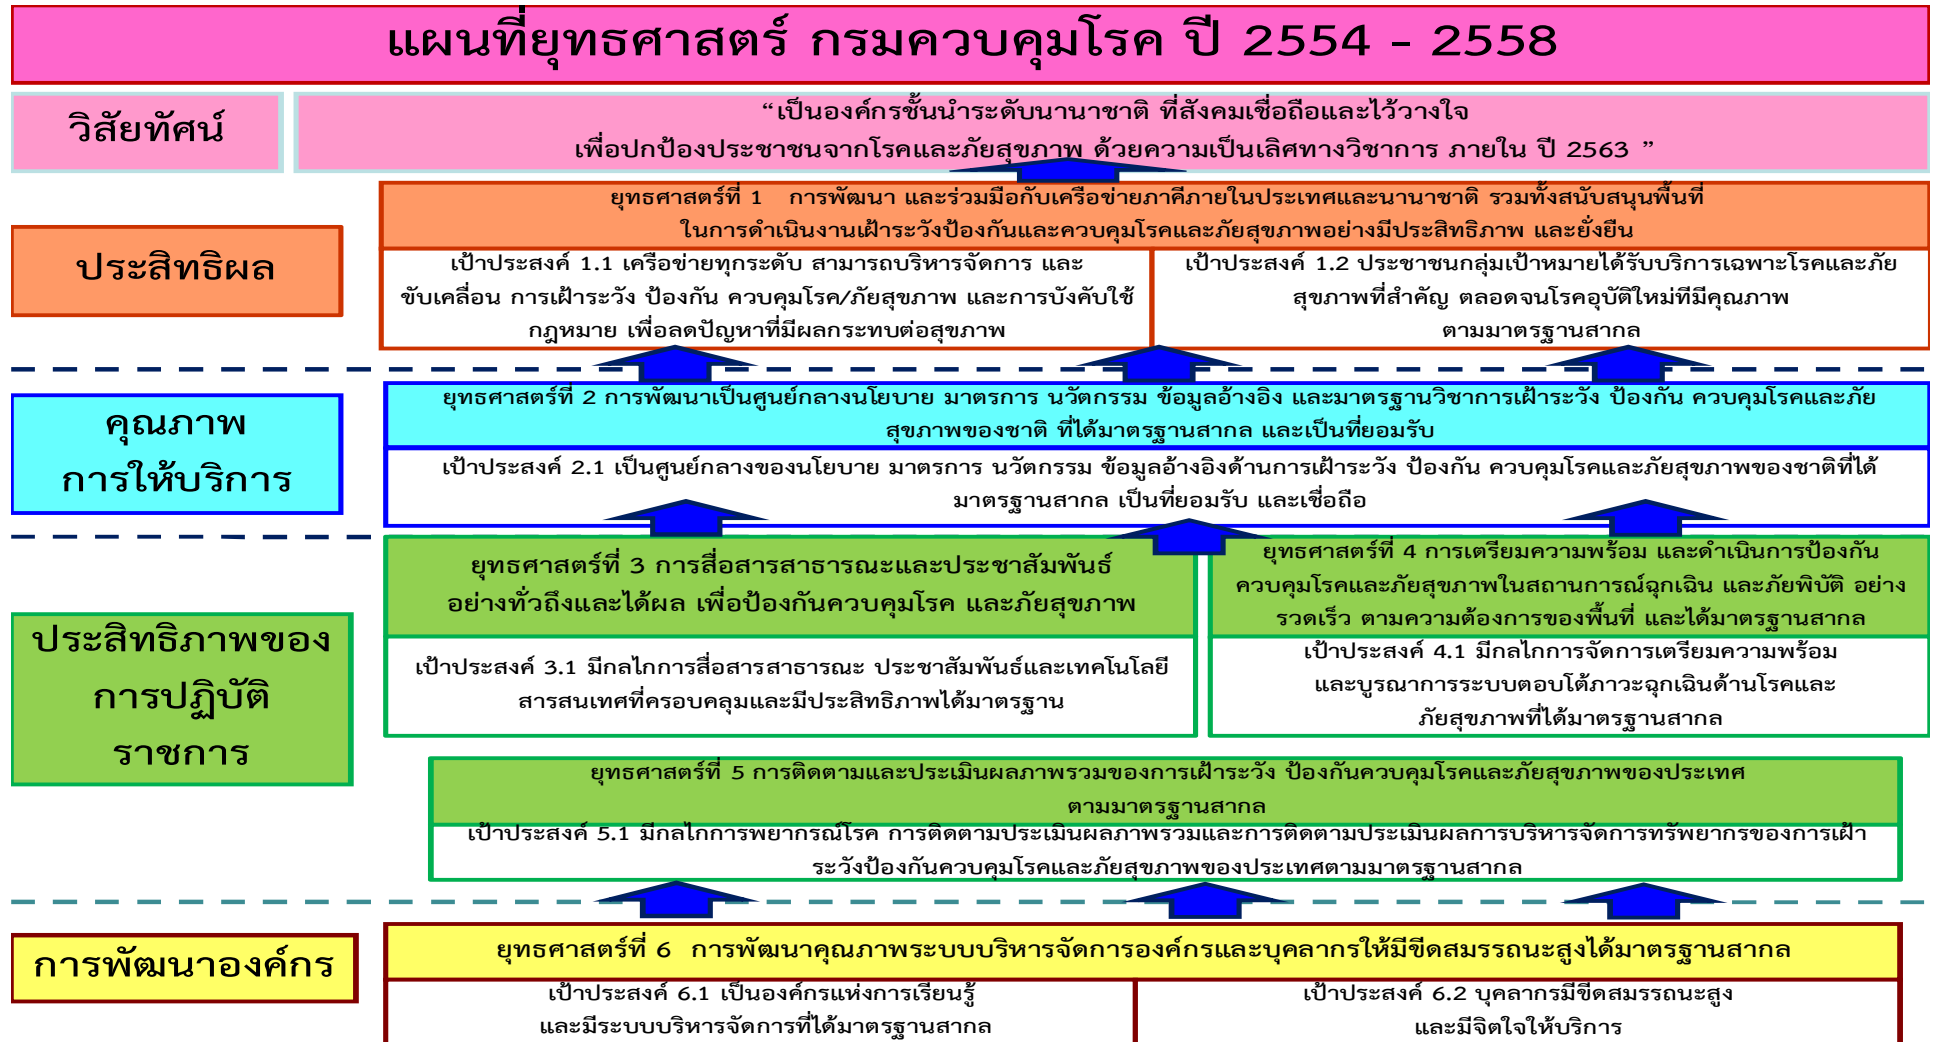 แผนที่ยุทธศาสตร์ กรมควบคุมโรค ปี 2554 - 2558
วิสัยทัศน์
“เป็นองค์กรชั้นนำระดับนานาชาติ ที่สังคมเชื่อถือและไว้วางใจ
เพื่อปกป้องประชาชนจากโรคและภัยสุขภาพ ด้วยความเป็นเลิศทางวิชาการ ภายใน ปี 2563 ”
ประสิทธิผล
ยุทธศาสตร์ที่ 1 การพัฒนา และร่วมมือกับเครือข่ายภาคีภายในประเทศและนานาชาติ รวมทั้งสนับสนุนพื้นที่
ในการดำเนินงานเฝ้าระวังป้องกันและควบคุมโรคและภัยสุขภาพอย่างมีประสิทธิภาพ และยั่งยืน
เป้าประสงค์ 1.1 เครือข่ายทุกระดับ สามารถบริหารจัดการ และ
ขับเคลื่อน การเฝ้าระวัง ป้องกัน ควบคุมโรค/ภัยสุขภาพ และการบังคับใช้
กฎหมาย เพื่อลดปัญหาที่มีผลกระทบต่อสุขภาพ
เป้าประสงค์ 1.2 ประชาชนกลุ่มเป้าหมายได้รับบริการเฉพาะโรคและภัย
สุขภาพที่สำคัญ ตลอดจนโรคอุบัติใหม่ทีมีคุณภาพ
ตามมาตรฐานสากล
คุณภาพ
การให้บริการ
ยุทธศาสตร์ที่ 2 การพัฒนาเป็นศูนย์กลางนโยบาย มาตรการ นวัตกรรม ข้อมูลอ้างอิง และมาตรฐานวิชาการเฝ้าระวัง ป้องกัน ควบคุมโรคและภัย
สุขภาพของชาติ ที่ได้มาตรฐานสากล และเป็นที่ยอมรับ
เป้าประสงค์ 2.1 เป็นศูนย์กลางของนโยบาย มาตรการ นวัตกรรม ข้อมูลอ้างอิงด้านการเฝ้าระวัง ป้องกัน ควบคุมโรคและภัยสุขภาพของชาติที่ได้
มาตรฐานสากล เป็นที่ยอมรับ และเชื่อถือ
ประสิทธิภาพของ
การปฏิบัติ
ราชการ
ยุทธศาสตร์ที่ 3 การสื่อสารสาธารณะและประชาสัมพันธ์
อย่างทั่วถึงและได้ผล เพื่อป้องกันควบคุมโรค และภัยสุขภาพ
เป้าประสงค์ 3.1 มีกลไกการสื่อสารสาธารณะ ประชาสัมพันธ์และเทคโนโลยี
สารสนเทศที่ครอบคลุมและมีประสิทธิภาพได้มาตรฐาน
ยุทธศาสตร์ที่ 4 การเตรียมความพร้อม และดำเนินการป้องกัน
ควบคุมโรคและภัยสุขภาพในสถานการณ์ฉุกเฉิน และภัยพิบัติ อย่าง
รวดเร็ว ตามความต้องการของพื้นที่ และได้มาตรฐานสากล
เป้าประสงค์ 4.1 มีกลไกการจัดการเตรียมความพร้อม
และบูรณาการระบบตอบโต้ภาวะฉุกเฉินด้านโรคและ
ภัยสุขภาพที่ได้มาตรฐานสากล
ยุทธศาสตร์ที่ 5 การติดตามและประเมินผลภาพรวมของการเฝ้าระวัง ป้องกันควบคุมโรคและภัยสุขภาพของประเทศ
ตามมาตรฐานสากล
เป้าประสงค์ 5.1 มีกลไกการพยากรณ์โรค การติดตามประเมินผลภาพรวมและการติดตามประเมินผลการบริหารจัดการทรัพยากรของการเฝ้า
ระวังป้องกันควบคุมโรคและภัยสุขภาพของประเทศตามมาตรฐานสากล
การพัฒนาองค์กร
ยุทธศาสตร์ที่ 6 การพัฒนาคุณภาพระบบบริหารจัดการองค์กรและบุคลากรให้มีขีดสมรรถนะสูงได้มาตรฐานสากล
เป้าประสงค์ 6.1 เป็นองค์กรแห่งการเรียนรู้
และมีระบบบริหารจัดการที่ได้มาตรฐานสากล
เป้าประสงค์ 6.2 บุคลากรมีขีดสมรรถนะสูง
และมีจิตใจให้บริการ